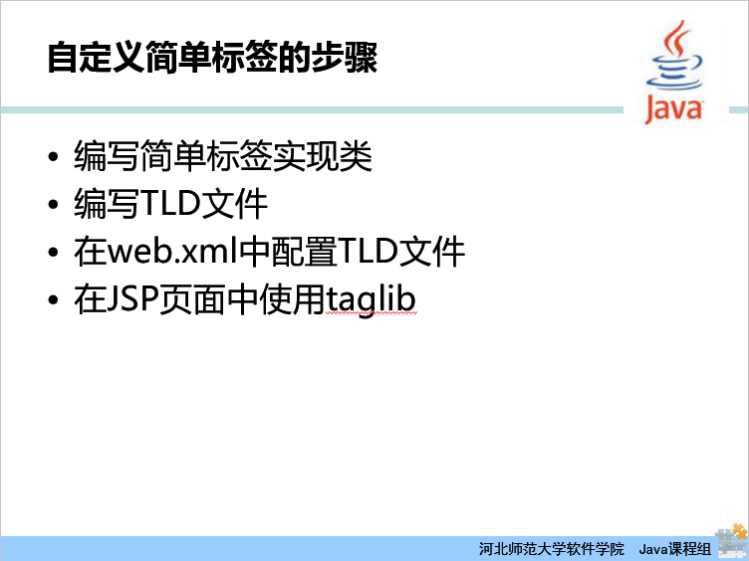 自定义简单标签的步骤
Java
• 编写简单标签实现类
• 编写TLD文件
• 在web.xml中配置TLD文件
• 在JSP页面中使用taglib
河北师范大学软件学院 Java课程组